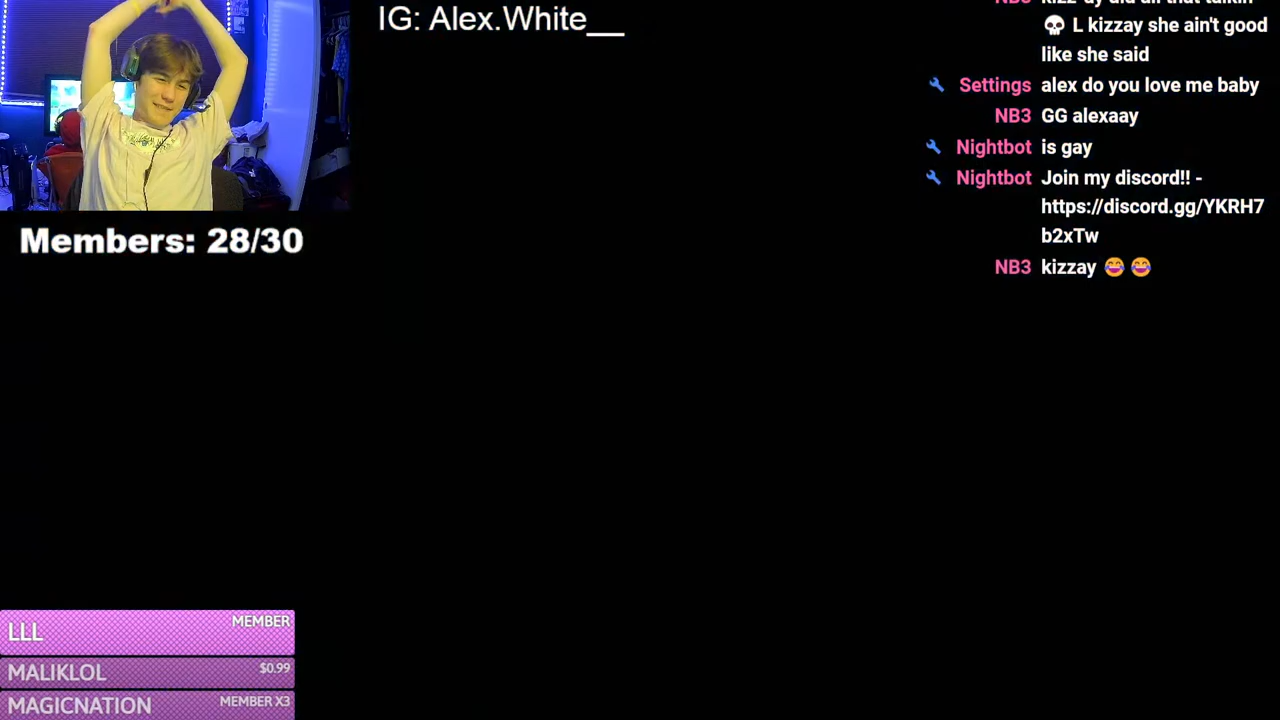 IG: Alex.White__
💀 L kizzay she ain't good
like she said
Settings alex do you love me baby
NB3 GG alexaay
Nightbot is gay
Nightbot Join my discord!! -
https://discord.gg/YKRH7
b2xTw
NB3 kizzay 😂 😂
Members: 28/30
LLL MEMBER
MALIKLOL $0.99
MAGICNATION MEMBER X3